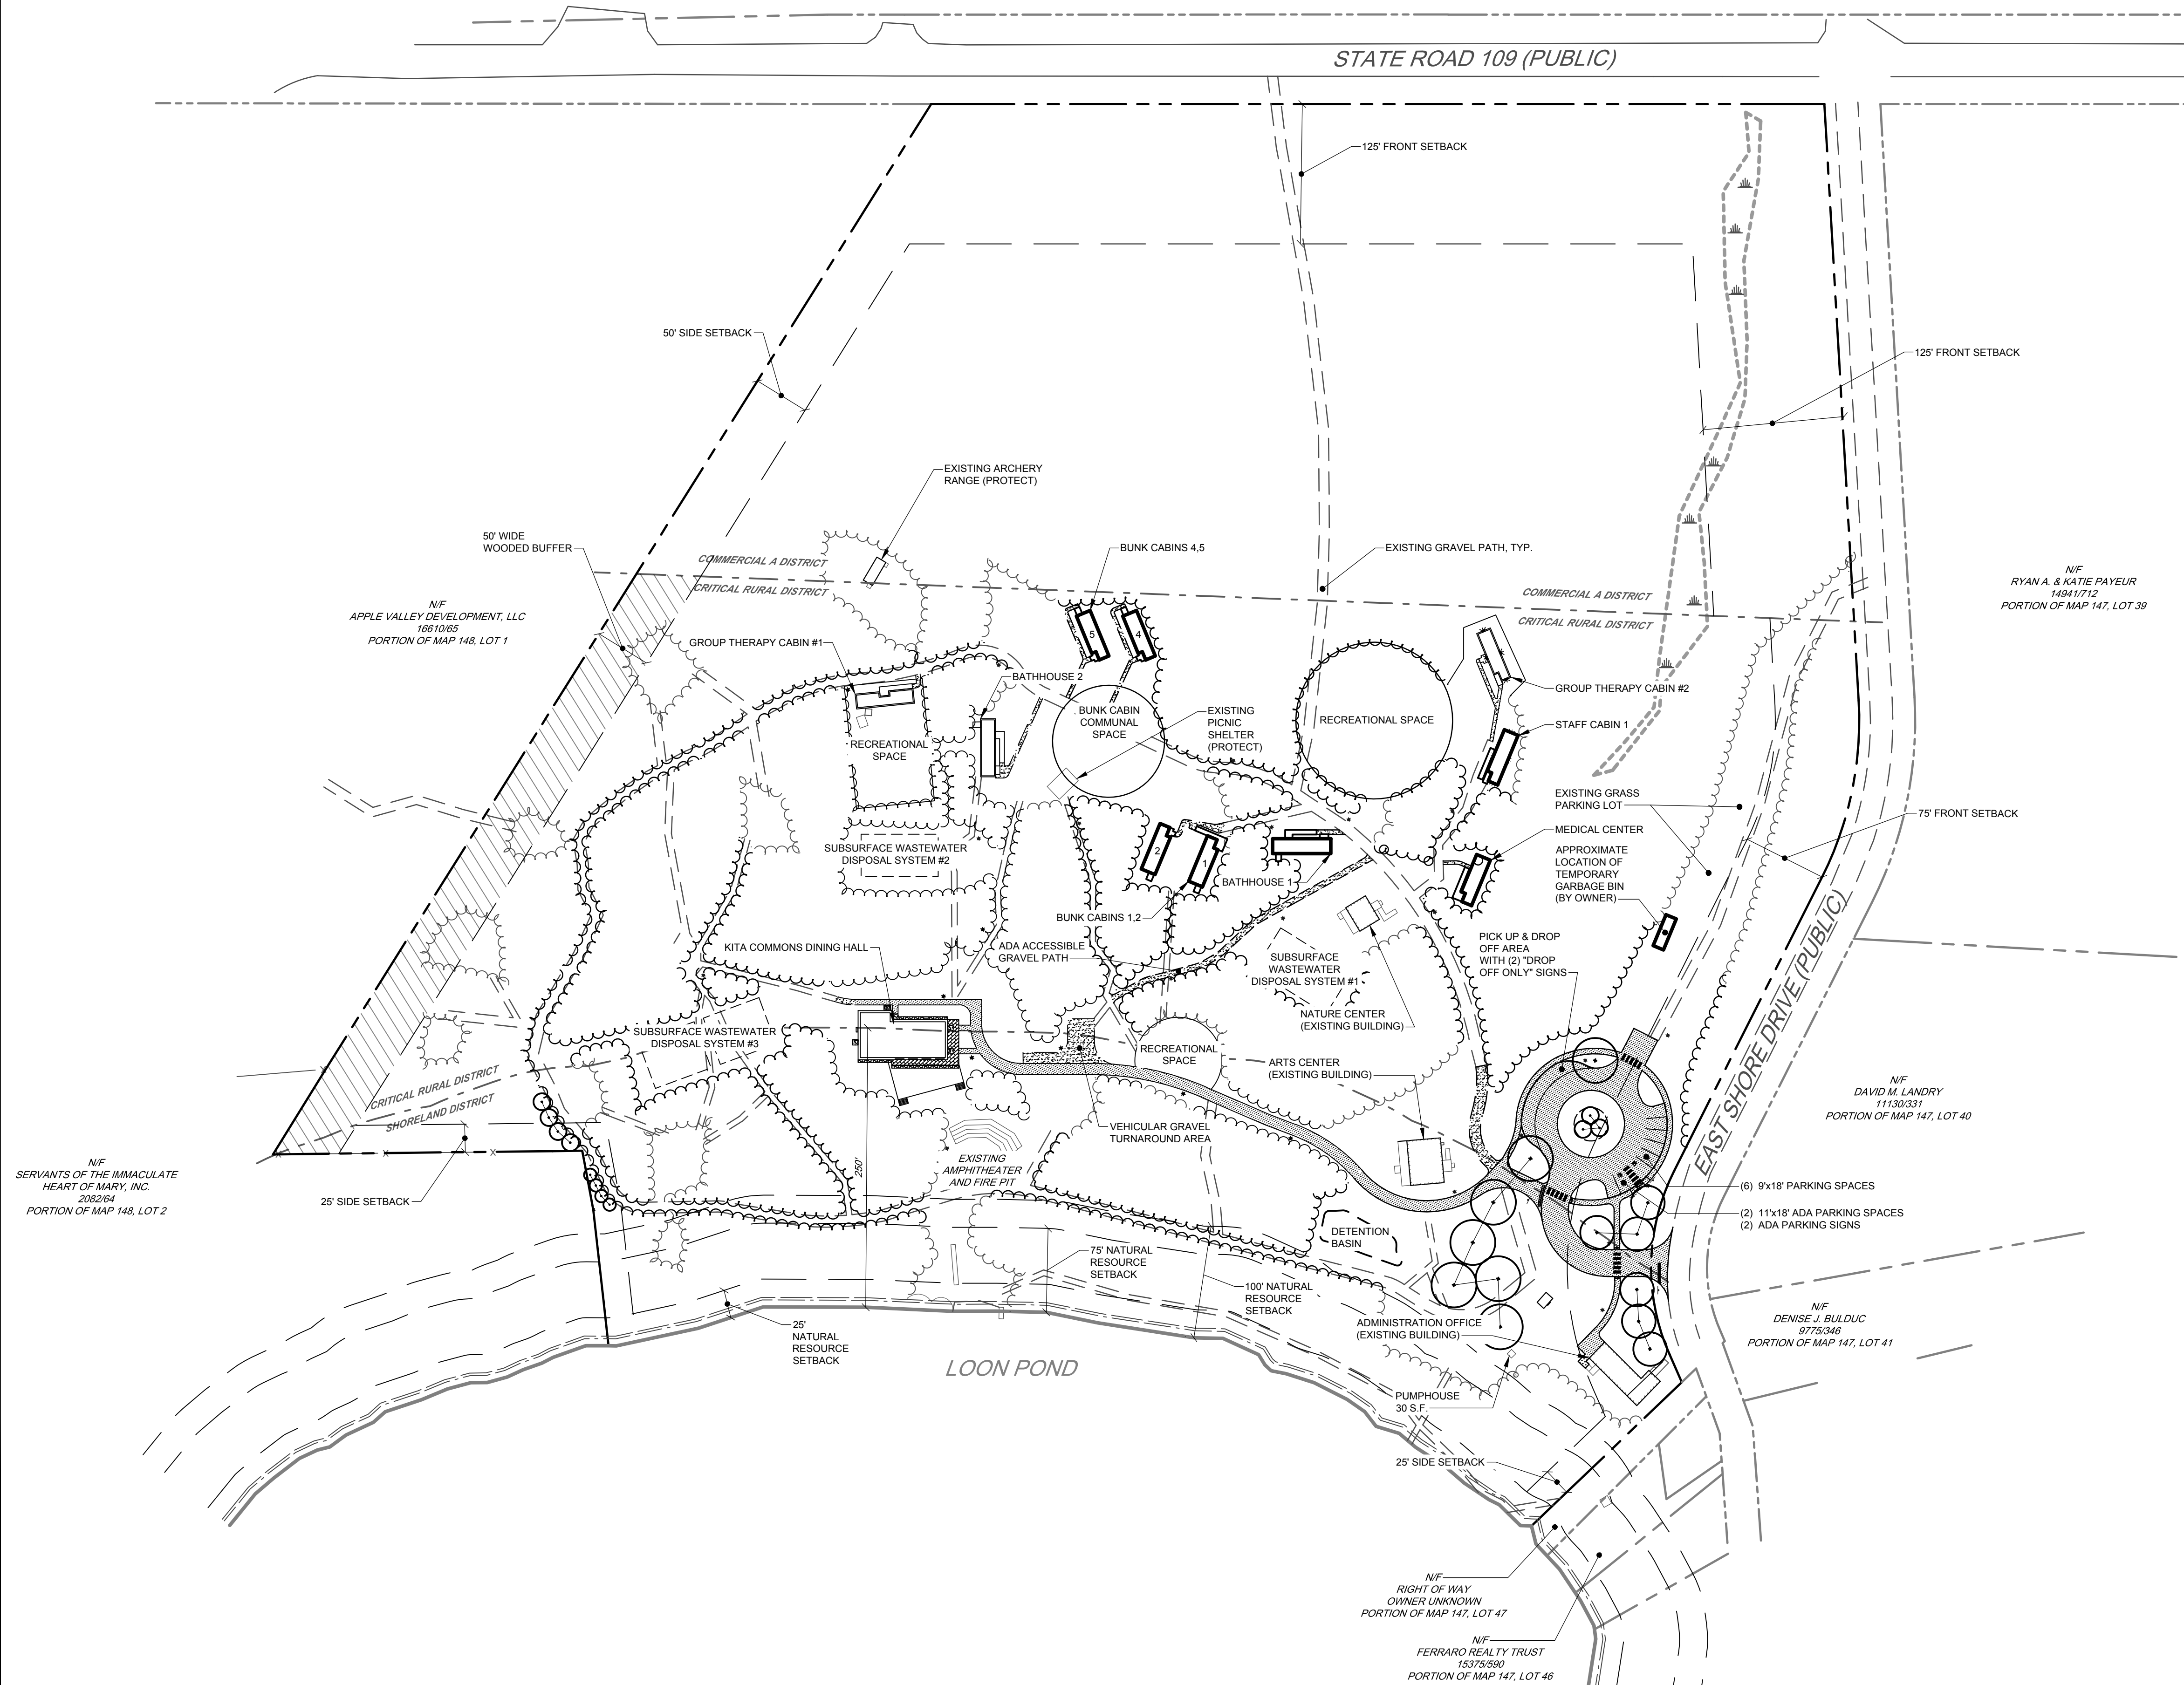 STATE ROAD 109 (PUBLIC)
125' FRONT SETBACK
50' SIDE SETBACK
125' FRONT SETBACK
EXISTING ARCHERY
RANGE (PROTECT)
50' WIDE
WOODED BUFFER
COMMERCIAL A DISTRICT
CRITICAL RURAL DISTRICT
BUNK CABINS 4,5
EXISTING GRAVEL PATH, TYP.
COMMERCIAL A DISTRICT
CRITICAL RURAL DISTRICT
N/F
RYAN A. & KATIE PAYEUR
14941/712
PORTION OF MAP 147, LOT 39
N/F
APPLE VALLEY DEVELOPMENT, LLC
16610/65
PORTION OF MAP 148, LOT 1
GROUP THERAPY CABIN #1
5
4
BATHHOUSE 2
BUNK CABIN
COMMUNAL
SPACE
EXISTING
PICNIC
SHELTER
(PROTECT)
RECREATIONAL SPACE
GROUP THERAPY CABIN #2
STAFF CABIN 1
RECREATIONAL
SPACE
EXISTING GRASS
PARKING LOT
75' FRONT SETBACK
MEDICAL CENTER
APPROXIMATE
LOCATION OF
TEMPORARY
GARBAGE BIN
(BY OWNER)
SUBSURFACE WASTEWATER
DISPOSAL SYSTEM #2
2
1
BATHHOUSE 1
BUNK CABINS 1,2
KITA COMMONS DINING HALL
ADA ACCESSIBLE
GRAVEL PATH
SUBSURFACE
WASTEWATER
DISPOSAL SYSTEM #1
PICK UP & DROP
OFF AREA
WITH (2) "DROP
OFF ONLY" SIGNS
NATURE CENTER
(EXISTING BUILDING)
EAST SHORE DRIVE (PUBLIC)
SUBSURFACE WASTEWATER
DISPOSAL SYSTEM #3
RECREATIONAL
SPACE
ARTS CENTER
(EXISTING BUILDING)
CRITICAL RURAL DISTRICT
SHORELAND DISTRICT
N/F
DAVID M. LANDRY
11130/331
PORTION OF MAP 147, LOT 40
VEHICULAR GRAVEL
TURNAROUND AREA
250'
EXISTING
AMPHITHEATER
AND FIRE PIT
N/F
SERVANTS OF THE IMMACULATE
HEART OF MARY, INC.
2082/64
PORTION OF MAP 148, LOT 2
25' SIDE SETBACK
(6) 9'x18' PARKING SPACES
(2) 11'x18' ADA PARKING SPACES
(2) ADA PARKING SIGNS
DETENTION
BASIN
75' NATURAL
RESOURCE
SETBACK
100' NATURAL
RESOURCE
SETBACK
25'
NATURAL
RESOURCE
SETBACK
ADMINISTRATION OFFICE
(EXISTING BUILDING)
N/F
DENISE J. BULDUC
9775/346
PORTION OF MAP 147, LOT 41
LOON POND
PUMPHOUSE
30 S.F.
25' SIDE SETBACK
N/F
RIGHT OF WAY
OWNER UNKNOWN
PORTION OF MAP 147, LOT 47
N/F
FERRARO REALTY TRUST
15375/590
PORTION OF MAP 147, LOT 46